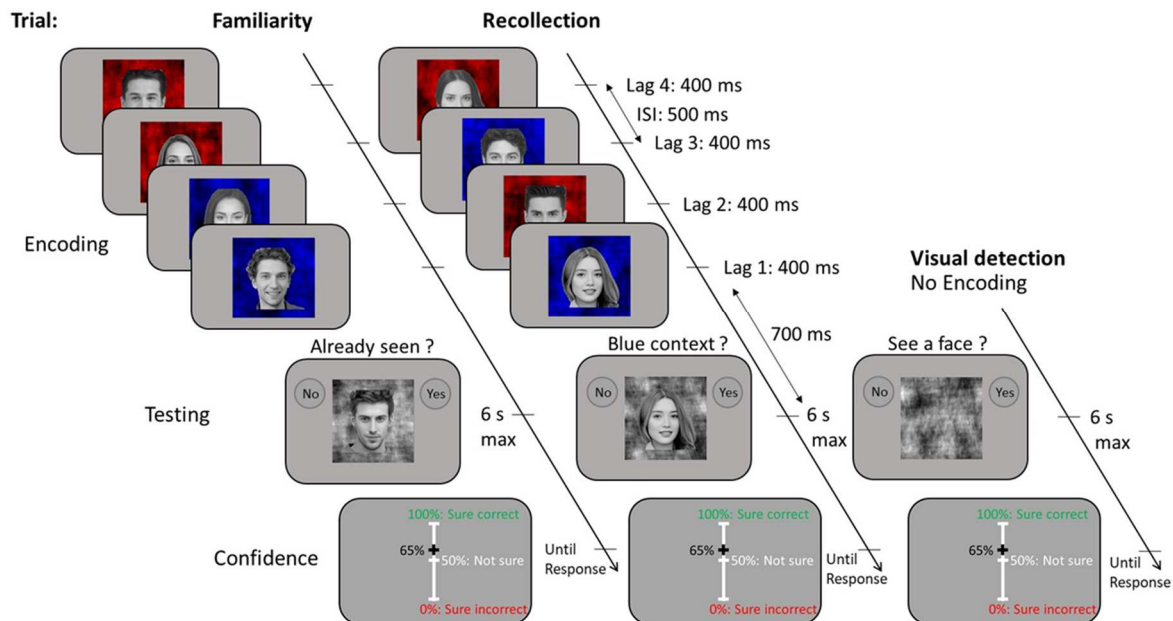 Trial:
Familiarity
Recollection
Lag 4: 400 ms
ISI: 500 ms
Lag 3: 400 ms
Lag 2: 400 ms
Encoding
Lag 1: 400 ms
Visual detection
No Encoding
700 ms
Already seen ?
Blue context ?
See a face ?
No
Yes
No
Yes
No
Yes
Testing
6 s
max
6 s
max
6 s
max
Confidence
100%: Sure correct
65%
50%: Not sure
0%: Sure incorrect
Until
Response
100%: Sure correct
65%
50%: Not sure
0%: Sure incorrect
Until
Response
100%: Sure correct
65%
50%: Not sure
0%: Sure incorrect
Until
Response